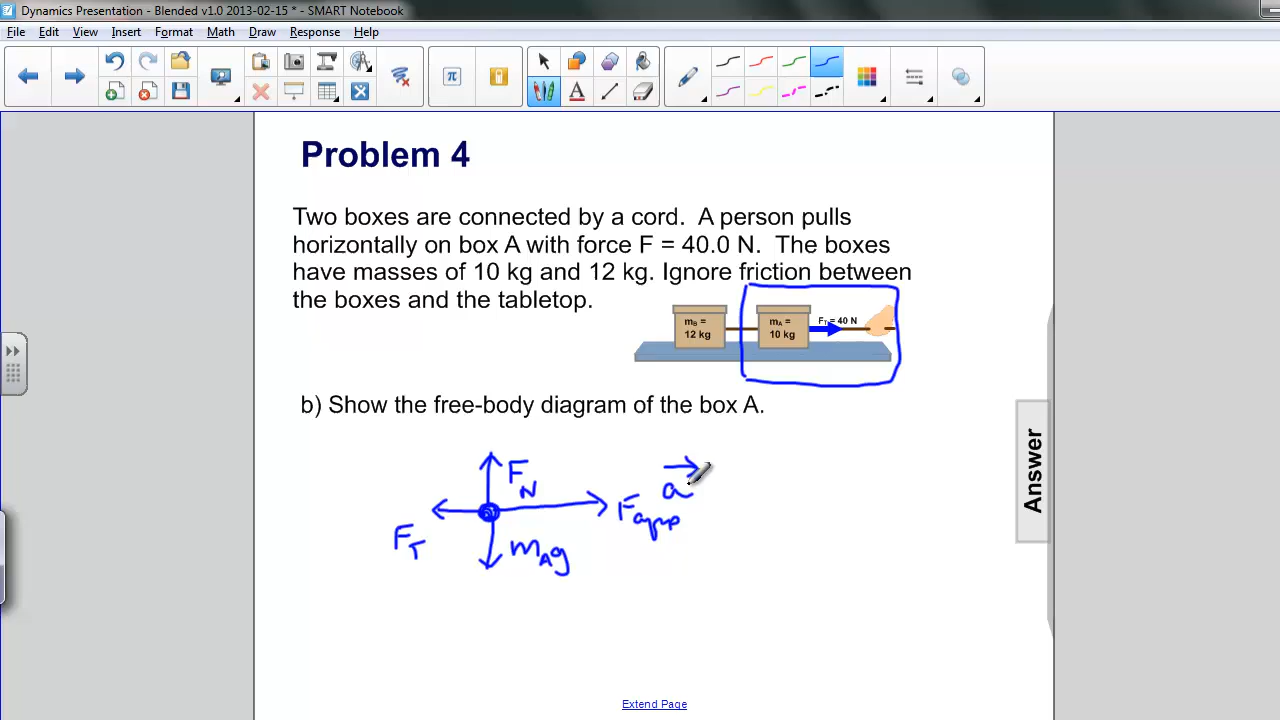 Dynamics Presentation - Blended v1.0 2013-02-15 * - SMART Notebook
File Edit View Insert Format Math Draw Response Help
π
A
Problem 4
Two boxes are connected by a cord. A person pulls
horizontally on box A with force F = 40.0 N. The boxes
have masses of 10 kg and 12 kg. Ignore friction between
the boxes and the tabletop.
mB =
12 kg
mA =
10 kg
FT = 40 N
b) Show the free-body diagram of the box A.
FN
a
Fapp
FT
mAg
Answer
Extend Page